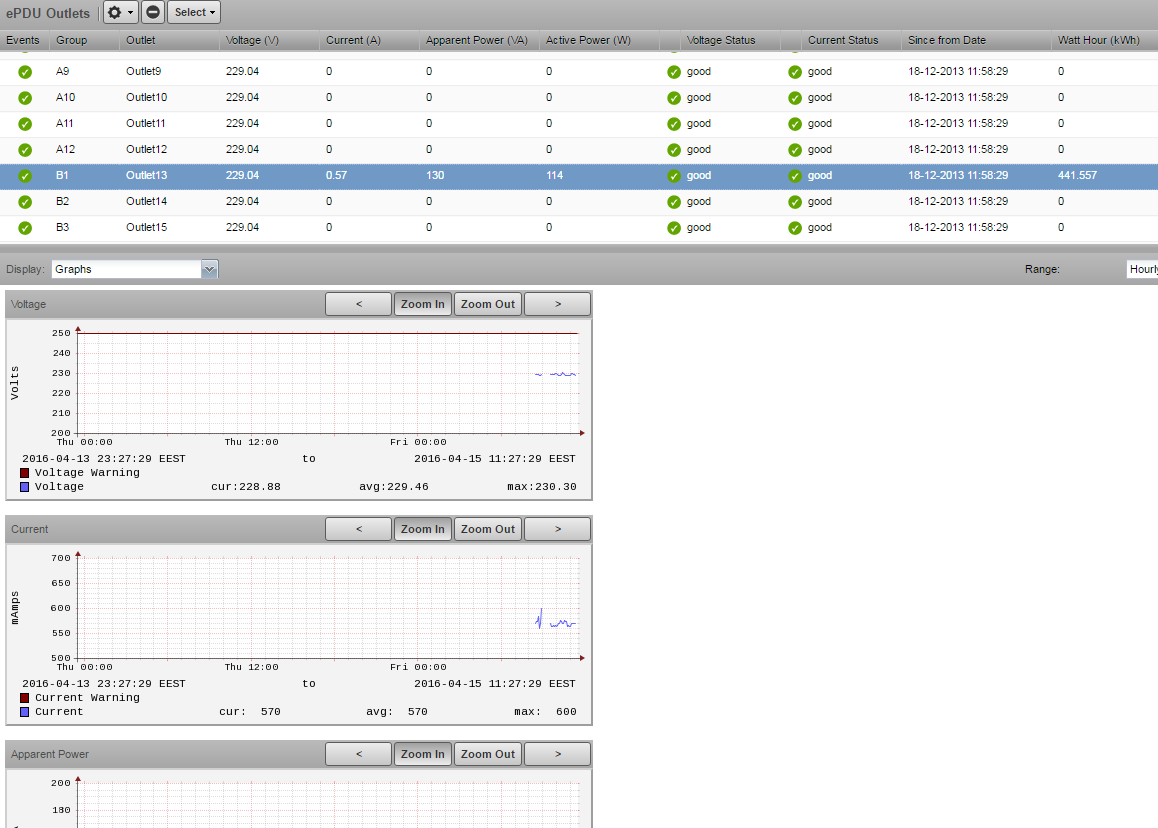 ePDU Outlets Select
Events Group Outlet Voltage (V) Current (A) Apparent Power (VA) Active Power (W) Voltage Status Current Status Since from Date Watt Hour (kWh)
A9 Outlet9 229.04 0 0 0 good good 18-12-2013 11:58:29 0
A10 Outlet10 229.04 0 0 0 good good 18-12-2013 11:58:29 0
A11 Outlet11 229.04 0 0 0 good good 18-12-2013 11:58:29 0
A12 Outlet12 229.04 0 0 0 good good 18-12-2013 11:58:29 0
B1 Outlet13 229.04 0.57 130 114 good good 18-12-2013 11:58:29 441.557
B2 Outlet14 229.04 0 0 0 good good 18-12-2013 11:58:29 0
B3 Outlet15 229.04 0 0 0 good good 18-12-2013 11:58:29 0
Display: Graphs Range: Hourly
Voltage < Zoom In Zoom Out >
250
240
230
220
210
200
Volts
Thu 00:00 Thu 12:00 Fri 00:00
2016-04-13 23:27:29 EEST to 2016-04-15 11:27:29 EEST
Voltage Warning
Voltage cur:228.88 avg:229.46 max:230.30
Current < Zoom In Zoom Out >
700
650
600
550
500
mAmps
Thu 00:00 Thu 12:00 Fri 00:00
2016-04-13 23:27:29 EEST to 2016-04-15 11:27:29 EEST
Current Warning
Current cur: 570 avg: 570 max: 600
Apparent Power < Zoom In Zoom Out >
200
180